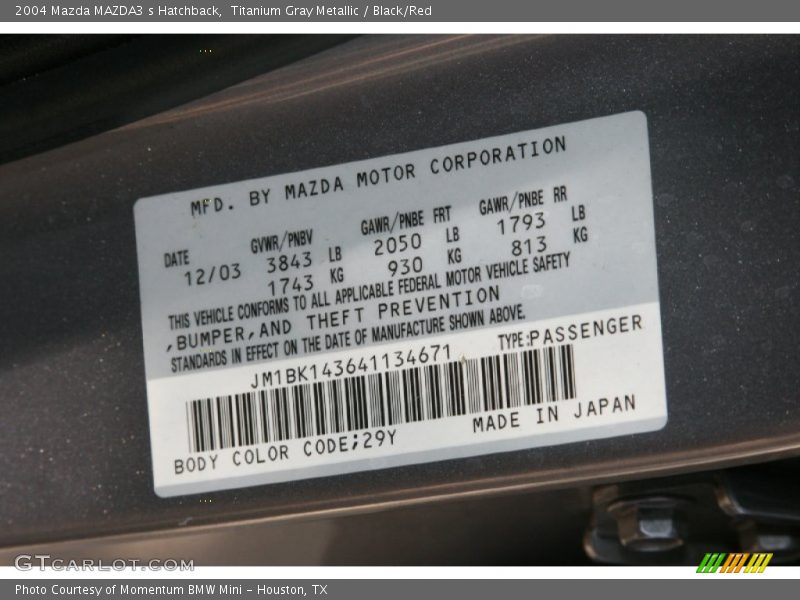 2004 Mazda MAZDA3 s Hatchback, Titanium Gray Metallic / Black/Red
MFD. BY MAZDA MOTOR CORPORATION
DATE GVWR/PNBV GAWR/PNBE FRT GAWR/PNBE RR
12/03 3843 LB 2050 LB 1793 LB
1743 KG 930 KG 813 KG
THIS VEHICLE CONFORMS TO ALL APPLICABLE FEDERAL MOTOR VEHICLE SAFETY
,BUMPER,AND THEFT PREVENTION
STANDARDS IN EFFECT ON THE DATE OF MANUFACTURE SHOWN ABOVE.
JM1BK143641134671 TYPE:PASSENGER
BODY COLOR CODE;29Y MADE IN JAPAN
GTCARLOT.COM
Photo Courtesy of Momentum BMW Mini - Houston, TX